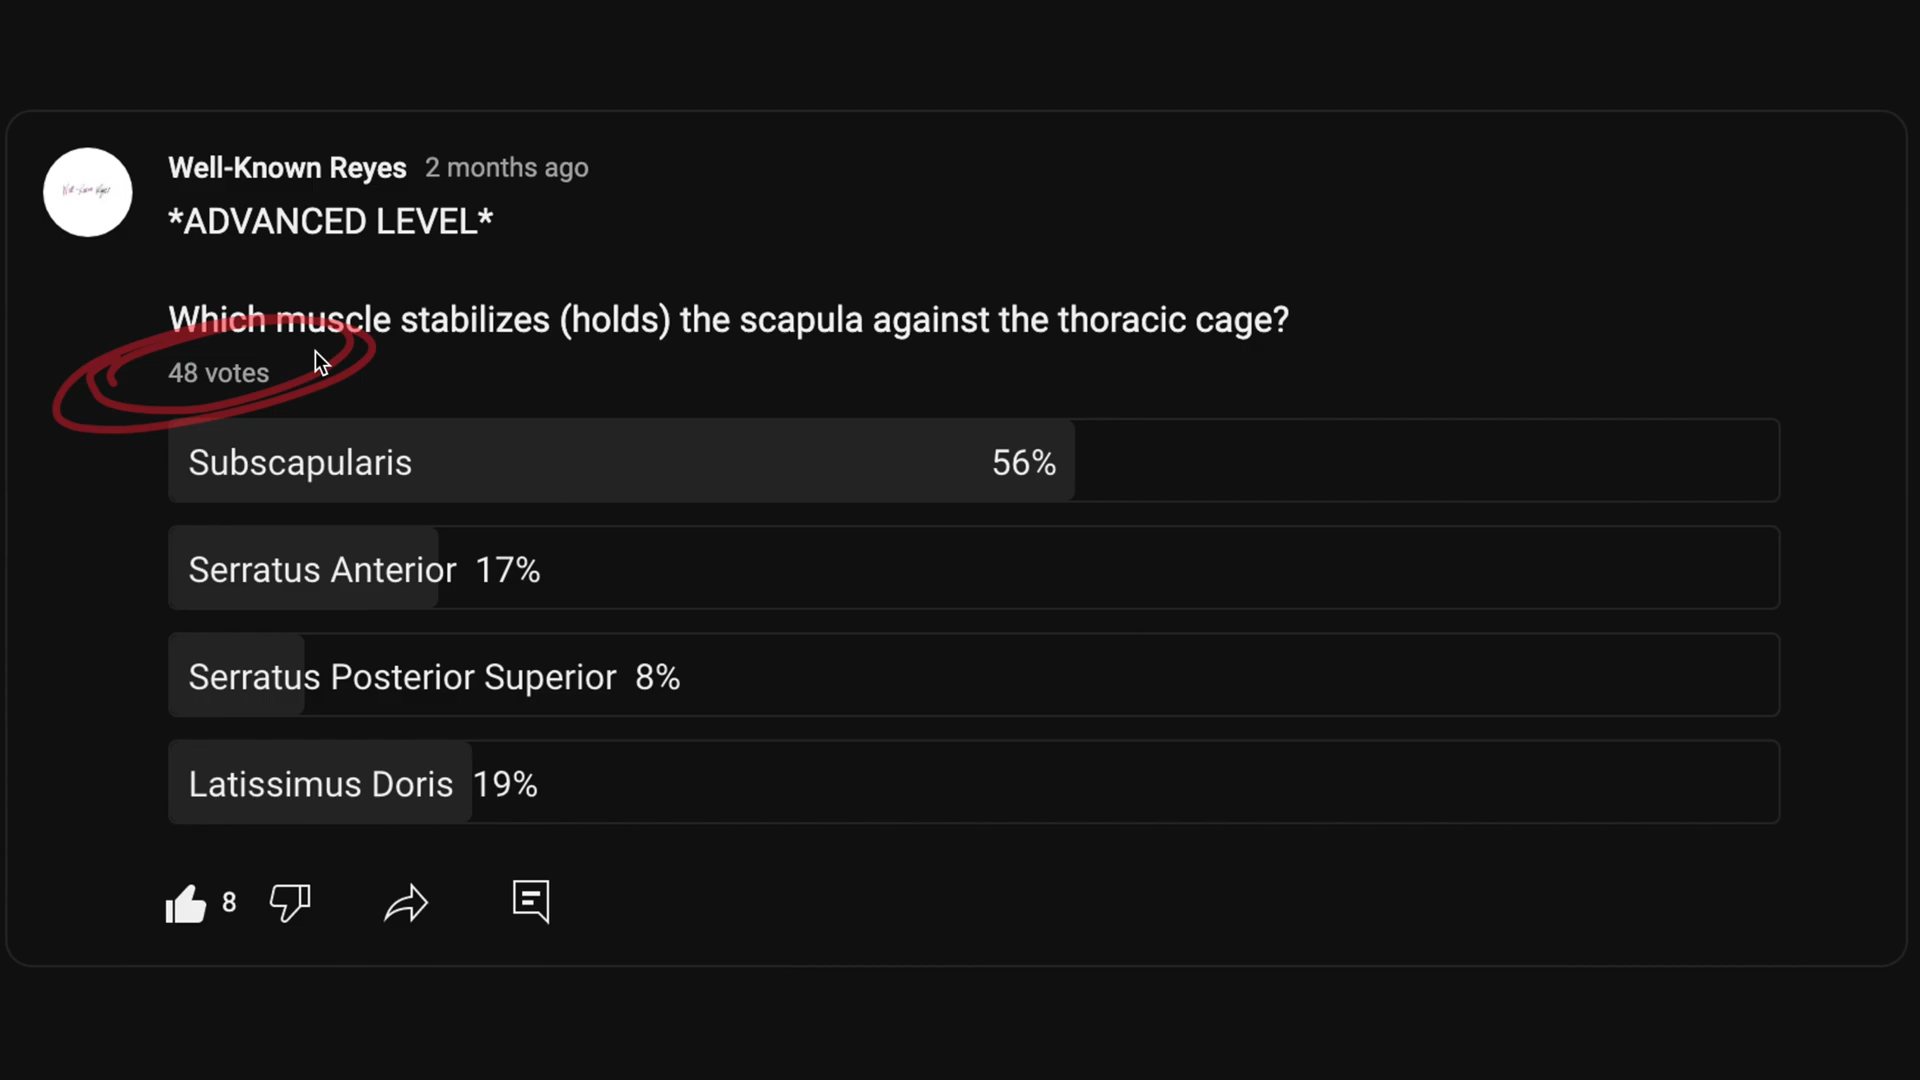 Well-Known Reyes 2 months ago
*ADVANCED LEVEL*
Which muscle stabilizes (holds) the scapula against the thoracic cage?
48 votes
Subscapularis 56%
Serratus Anterior 17%
Serratus Posterior Superior 8%
Latissimus Doris 19%
8